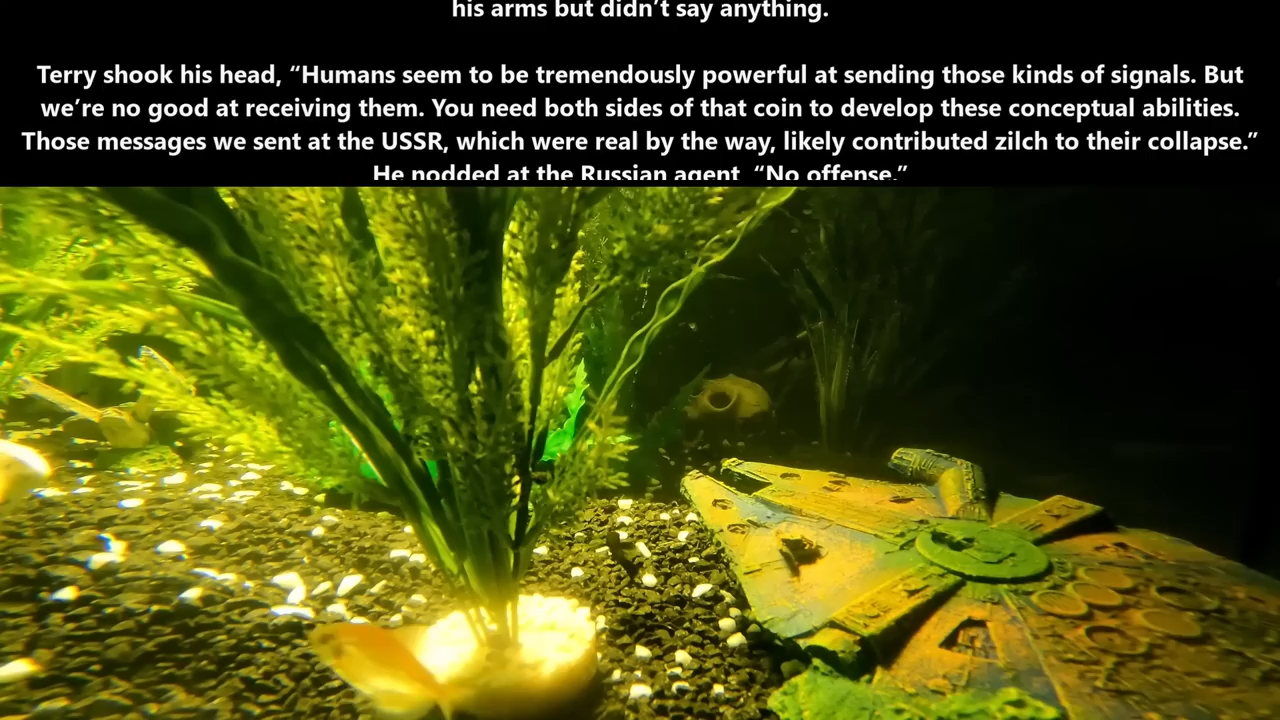 his arms but didn’t say anything.
Terry shook his head, “Humans seem to be tremendously powerful at sending those kinds of signals. But
we’re no good at receiving them. You need both sides of that coin to develop these conceptual abilities.
Those messages we sent at the USSR, which were real by the way, likely contributed zilch to their collapse.”
He nodded at the Russian agent, “No offense.”